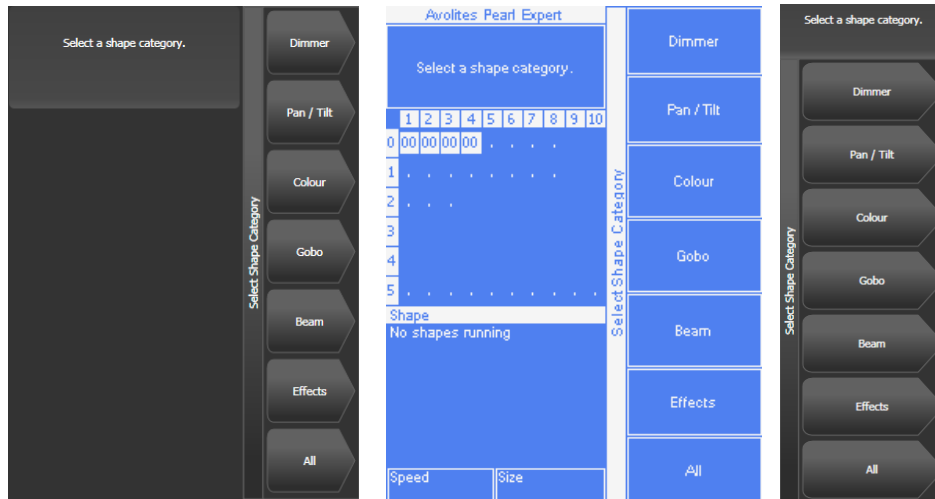 Select a shape category.
Select Shape Category
Dimmer
Pan / Tilt
Colour
Gobo
Beam
Effects
All
Avolites Pearl Expert
Select a shape category.
1 2 3 4 5 6 7 8 9 10
0 00 00 00 00 . . . .
1 . . . . . . . .
2 . . .
3
4
5 . . . . . . . . . .
Shape
No shapes running
Speed Size
Select Shape Category
Dimmer
Pan / Tilt
Colour
Gobo
Beam
Effects
All
Select a shape category.
Select Shape Category
Dimmer
Pan / Tilt
Colour
Gobo
Beam
Effects
All